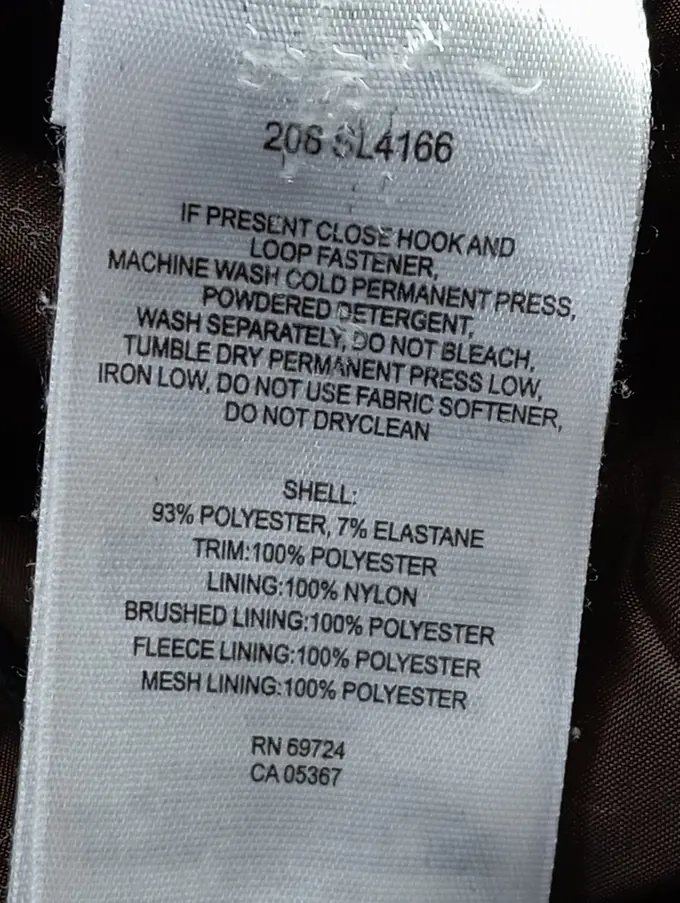 206 SL4166
IF PRESENT CLOSE HOOK AND
LOOP FASTENER,
MACHINE WASH COLD PERMANENT PRESS,
POWDERED DETERGENT,
WASH SEPARATELY, DO NOT BLEACH,
TUMBLE DRY PERMANENT PRESS LOW,
IRON LOW, DO NOT USE FABRIC SOFTENER,
DO NOT DRYCLEAN
SHELL:
93% POLYESTER, 7% ELASTANE
TRIM:100% POLYESTER
LINING:100% NYLON
BRUSHED LINING:100% POLYESTER
FLEECE LINING:100% POLYESTER
MESH LINING:100% POLYESTER
RN 69724
CA 05367